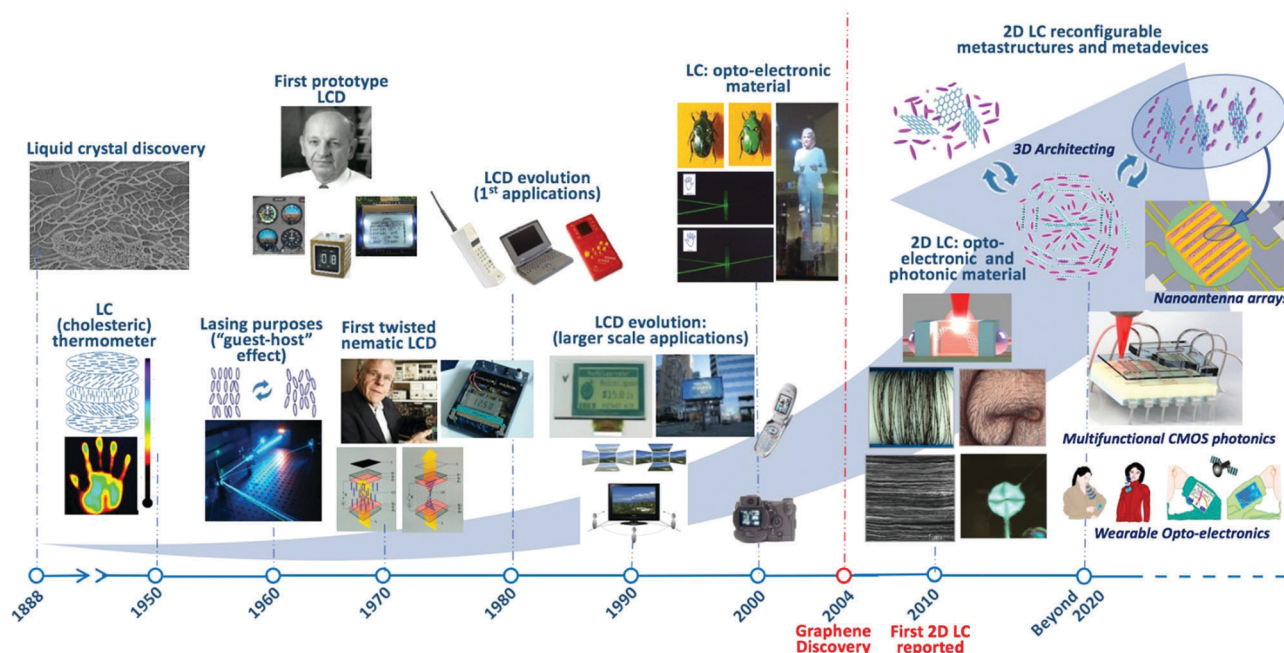 2D LC reconfigurable
metastructures and metadevices
First prototype
LCD
LC: opto-electronic
material
Liquid crystal discovery
3D Architecting
LCD evolution
(1st applications)
2D LC: opto-
electronic and
photonic material
Nanoantenna arrays
LC
(cholesteric)
thermometer
Lasing purposes
(“guest-host”
effect)
First twisted
nematic LCD
LCD evolution:
(larger scale applications)
Multifunctional CMOS photonics
Wearable Opto-electronics
1888
1950
1960
1970
1980
1990
2000
2004
2010
Beyond
2020
Graphene
Discovery
First 2D LC
reported